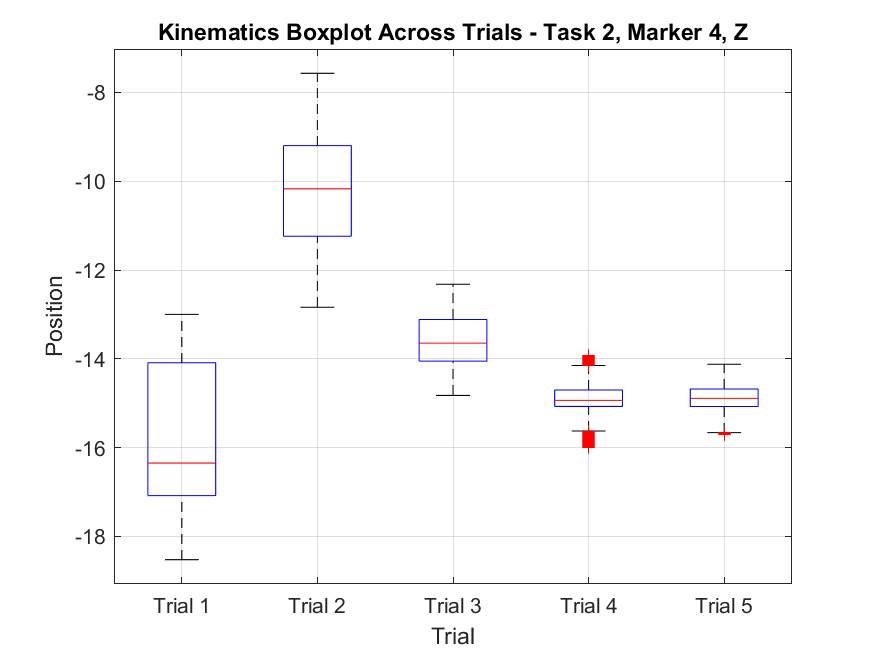 Kinematics Boxplot Across Trials - Task 2, Marker 4, Z
Position
-8
-10
-12
-14
-16
-18
Trial 1 Trial 2 Trial 3 Trial 4 Trial 5
Trial